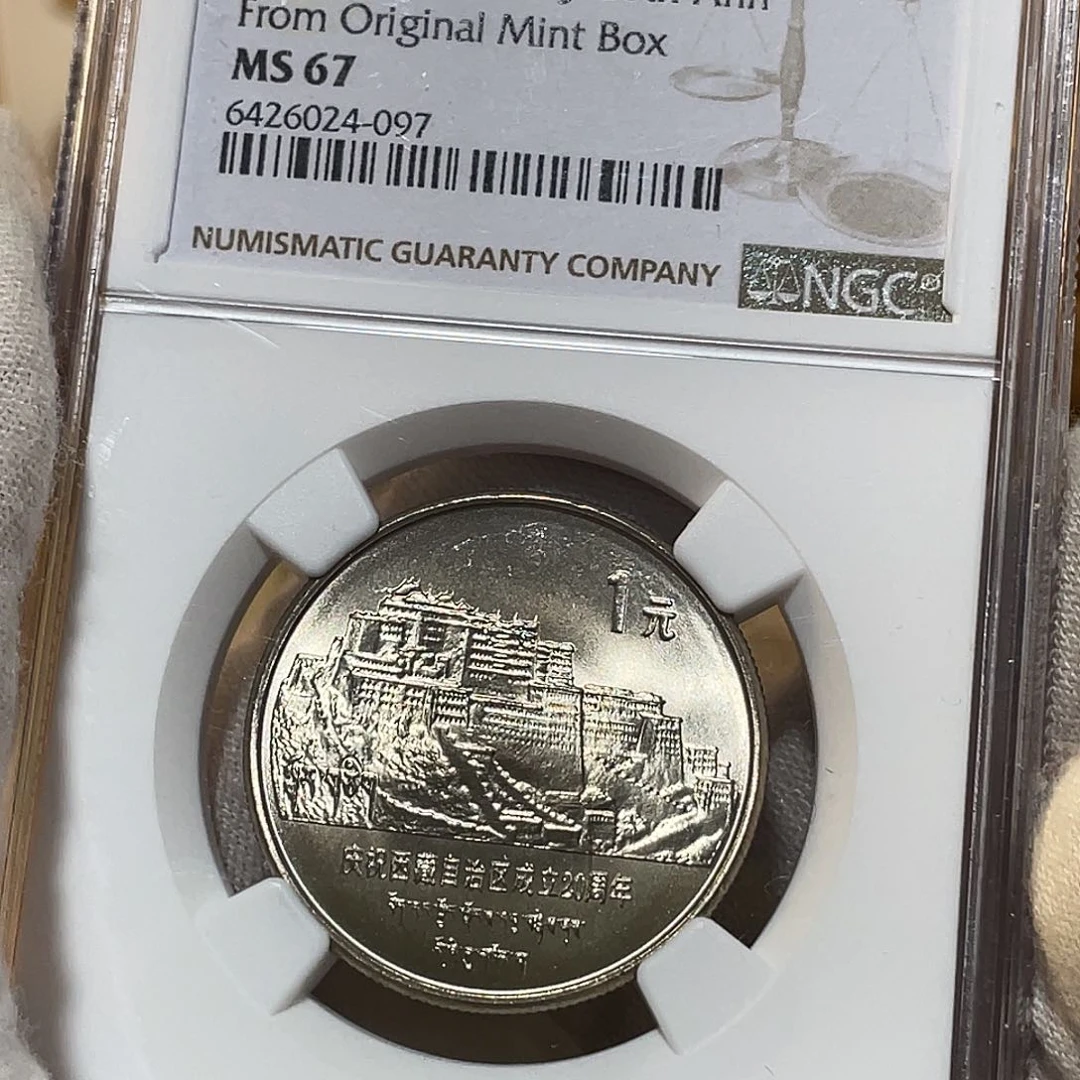 From Original Mint Box
MS 67
6426024-097
NUMISMATIC GUARANTY COMPANY
NGC
1元
庆祝西藏自治区成立20周年